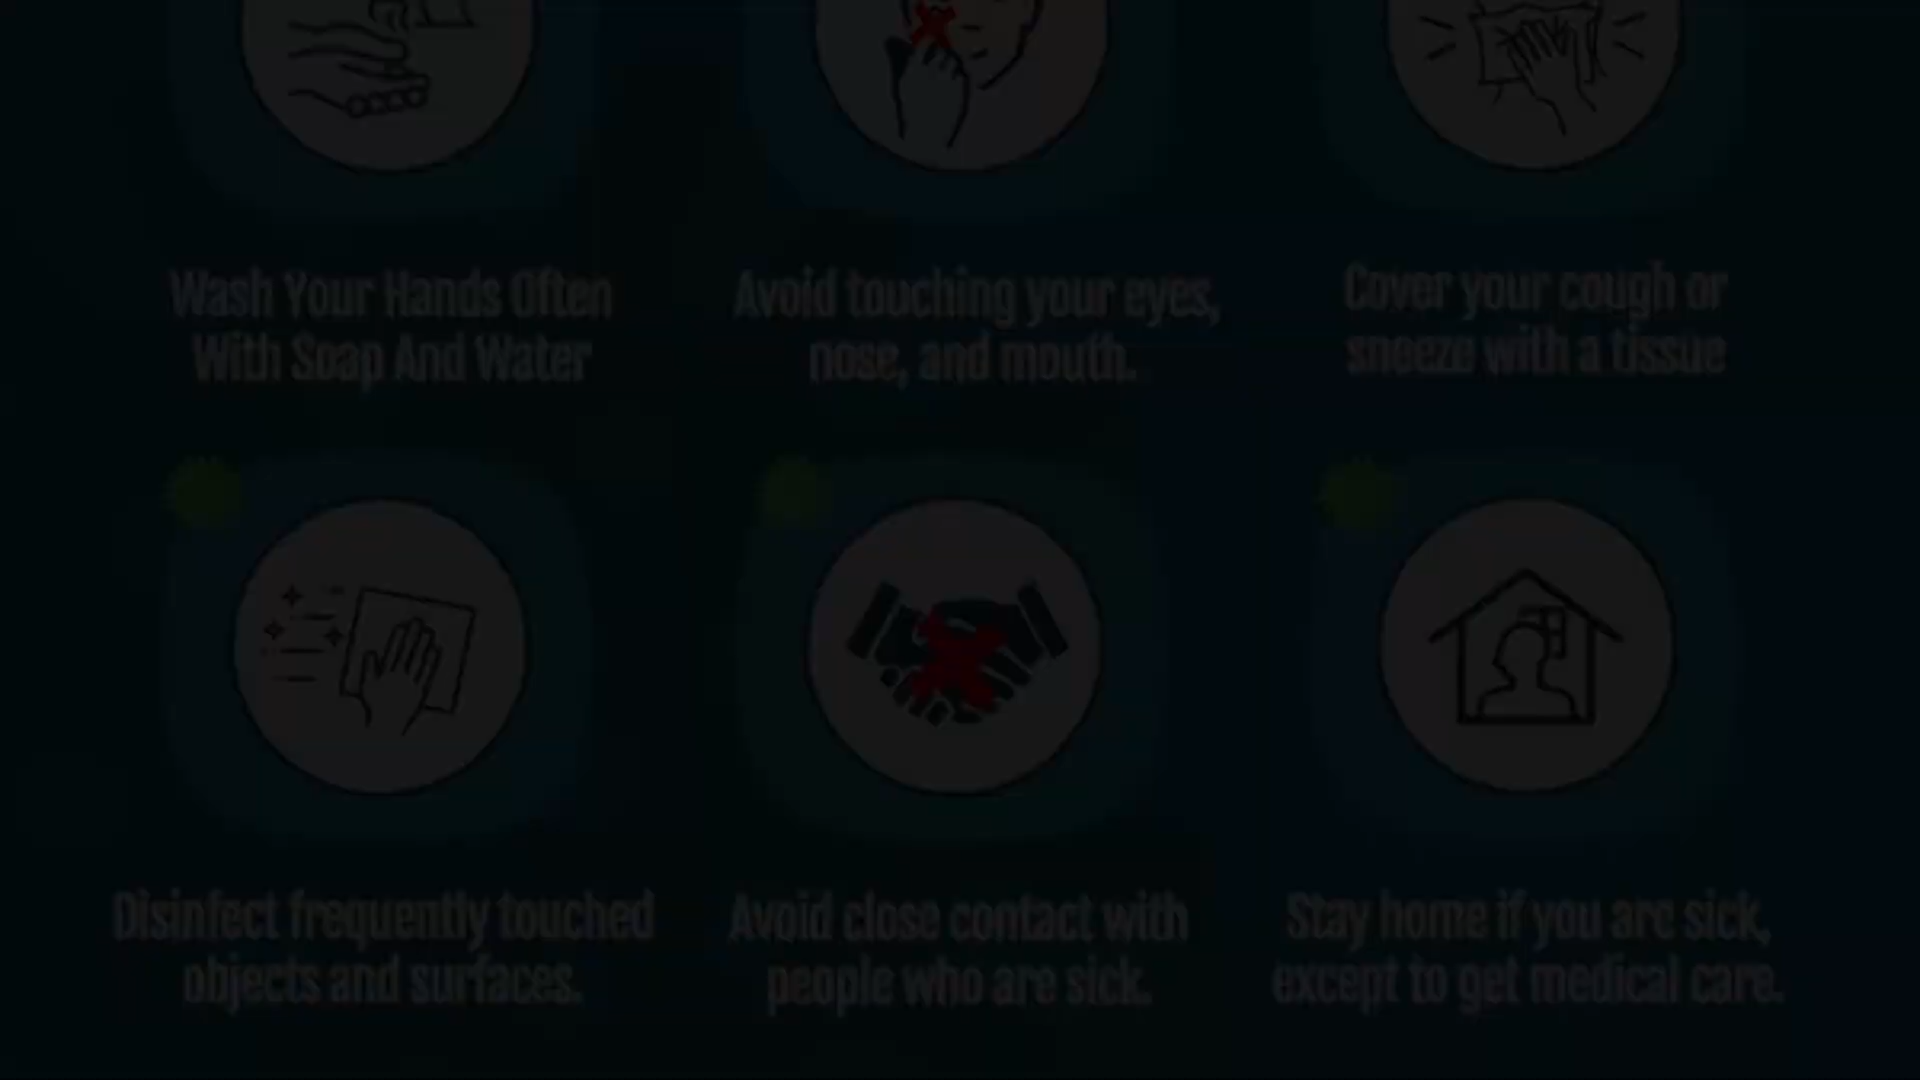 Wash Your Hands Often
With Soap And Water
Avoid touching your eyes,
nose, and mouth.
Cover your cough or
sneeze with a tissue
Disinfect frequently touched
objects and surfaces.
Avoid close contact with
people who are sick.
Stay home if you are sick,
except to get medical care.